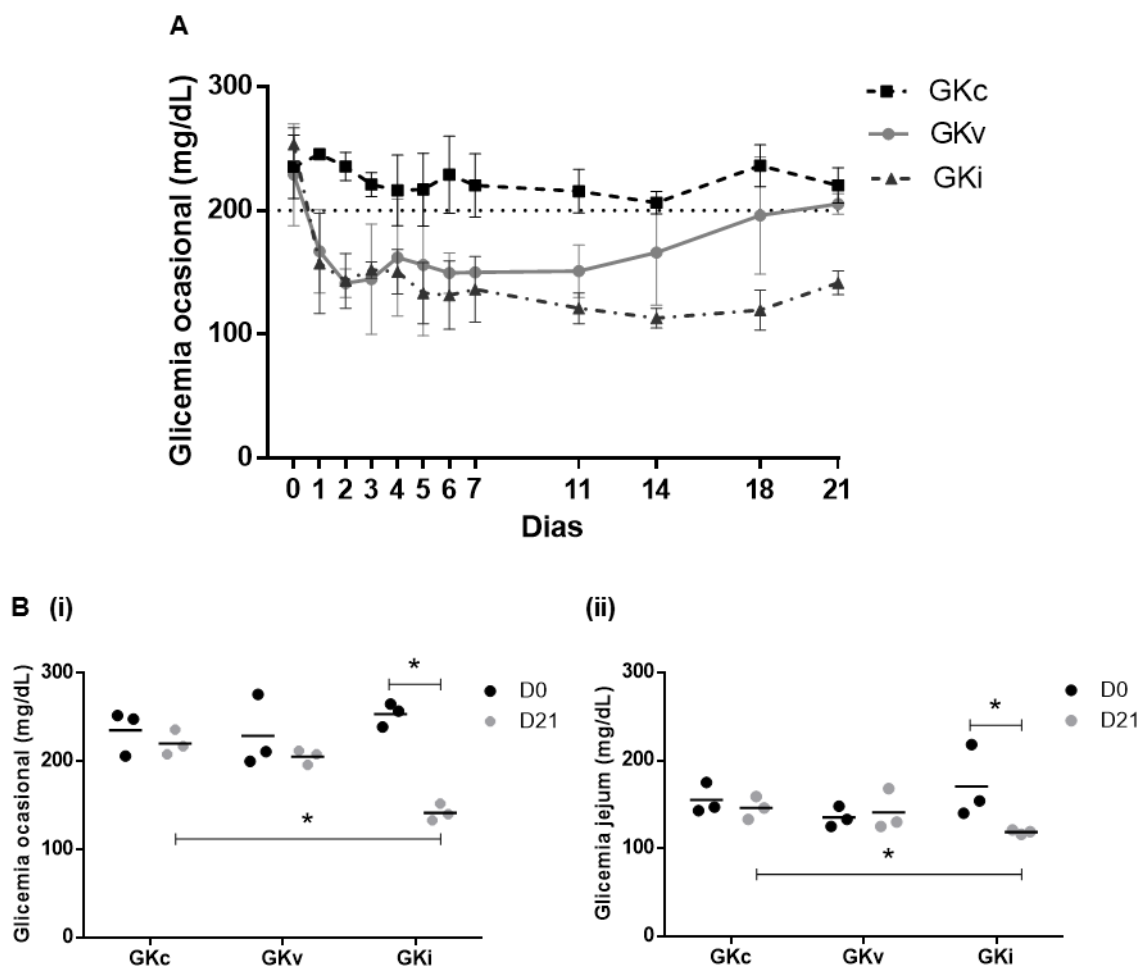 A
Glicemia ocasional (mg/dL)
300
200
100
0
0 1 2 3 4 5 6 7 11 14 18 21
Dias
GKc
GKv
GKi
B (i)
Glicemia ocasional (mg/dL)
300
200
100
0
GKc GKv GKi
*
*
D0
D21
(ii)
Glicemia jejum (mg/dL)
300
200
100
0
GKc GKv GKi
*
*
D0
D21